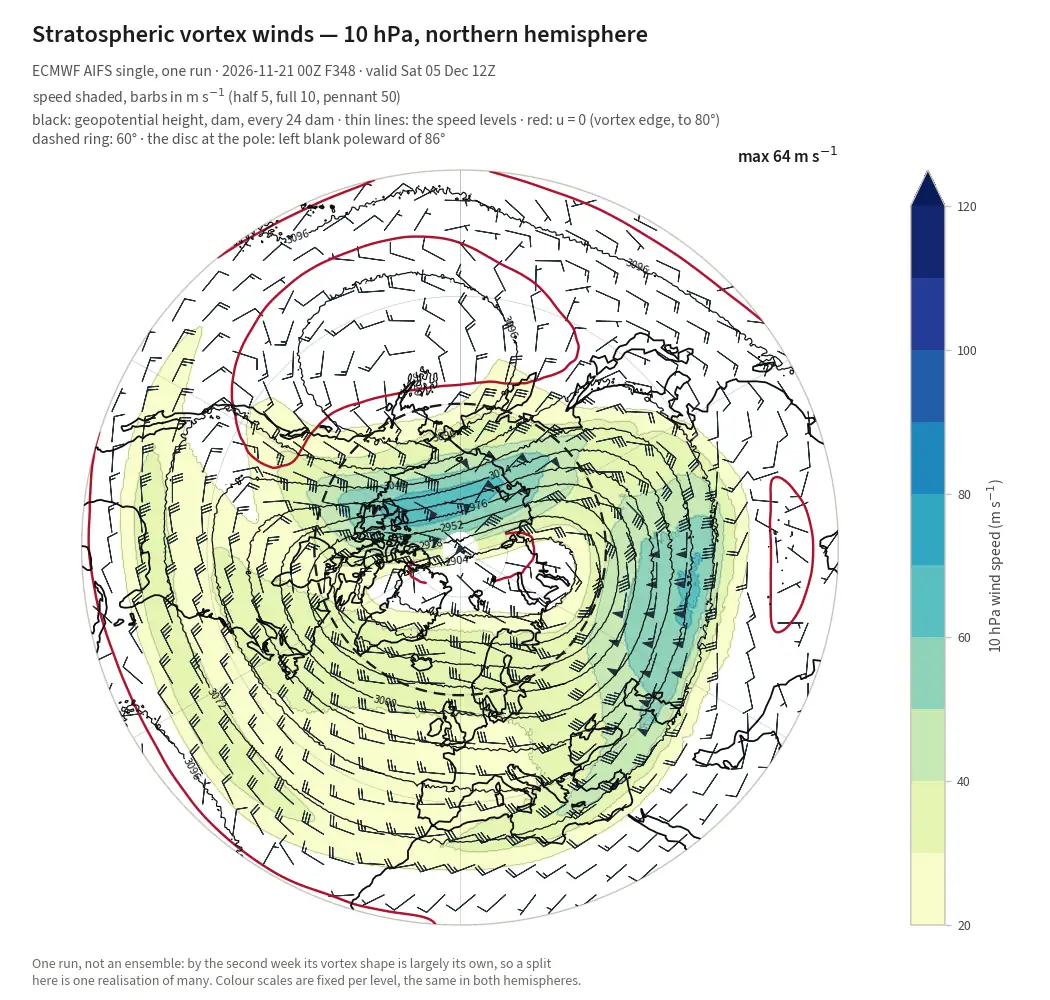 Stratospheric vortex winds — 10 hPa, northern hemisphere
ECMWF AIFS single, one run · 2026-11-21 00Z F348 · valid Sat 05 Dec 12Z
speed shaded, barbs in m s⁻¹ (half 5, full 10, pennant 50)
black: geopotential height, dam, every 24 dam · thin lines: the speed levels · red: u = 0 (vortex edge, to 80°)
dashed ring: 60° · the disc at the pole: left blank poleward of 86°
max 64 m s⁻¹
120
100
80
60
40
20
10 hPa wind speed (m s⁻¹)
3096
3096
3096
2976
2952
2904
3096
One run, not an ensemble: by the second week its vortex shape is largely its own, so a split
here is one realisation of many. Colour scales are fixed per level, the same in both hemispheres.